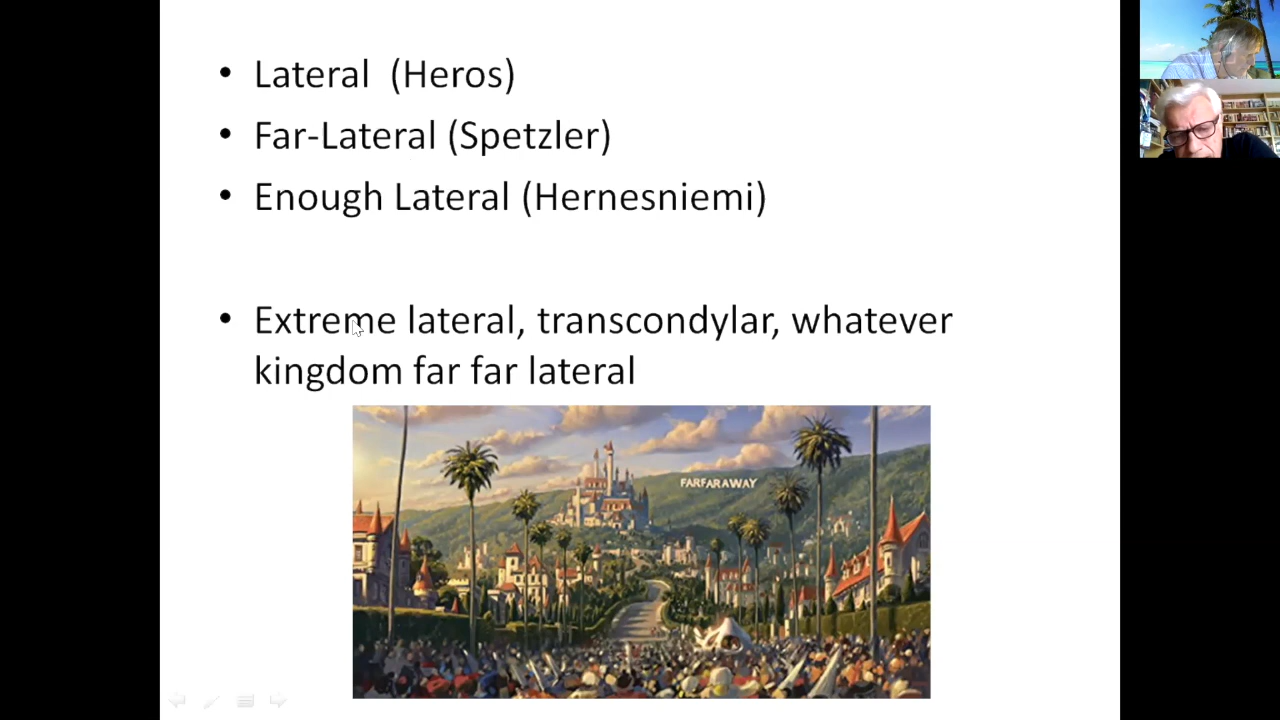 • Lateral  (Heros)
• Far-Lateral (Spetzler)
• Enough Lateral (Hernesniemi)
• Extreme lateral, transcondylar, whatever
kingdom far far lateral
FARFARAWAY